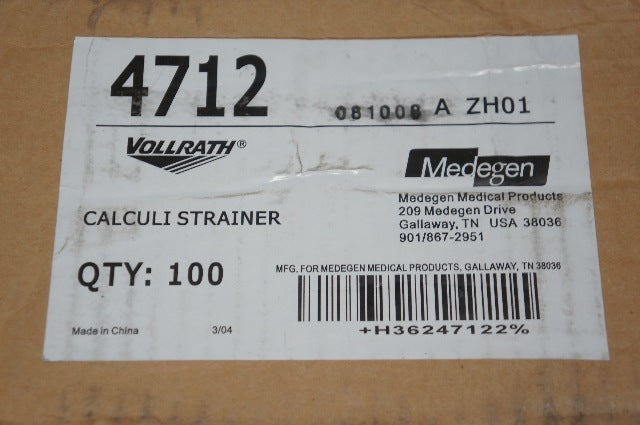 4712
081008 A ZH01
VOLLRATH®
Medegen
Medegen Medical Products
209 Medegen Drive
Gallaway, TN USA 38036
901/867-2951
CALCULI STRAINER
QTY: 100
MFG. FOR MEDEGEN MEDICAL PRODUCTS, GALLAWAY, TN 38036
+H36247122%
Made in China 3/04